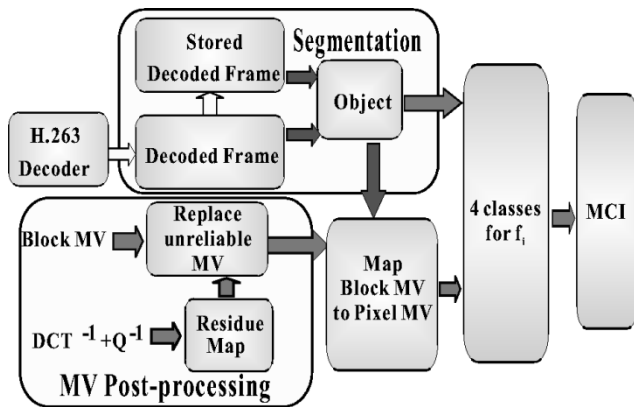 Segmentation
Stored
Decoded Frame
Object
H.263
Decoder
Decoded Frame
4 classes
for fᵢ
MCI
Block MV
Replace
unreliable
MV
Map
Block MV
to Pixel MV
DCT ⁻¹ +Q⁻¹
Residue
Map
MV Post-processing